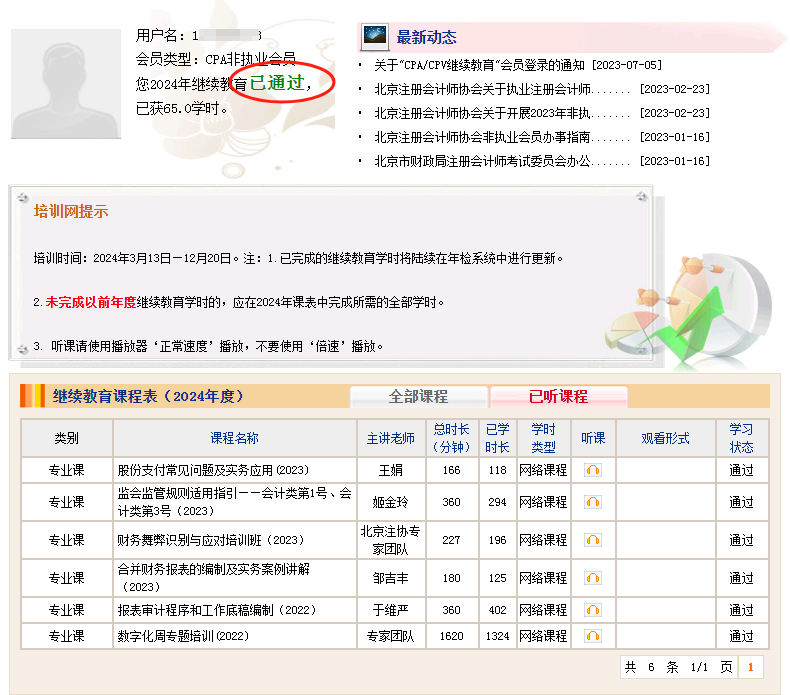 用户名：1 3
会员类型：CPA非执业会员
您2024年继续教育已通过，
已获65.0学时。
最新动态
· 关于“CPA/CPV继续教育”会员登录的通知 [2023-07-05]
· 北京注册会计师协会关于执业注册会计师....... [2023-02-23]
· 北京注册会计师协会关于开展2023年非执....... [2023-02-23]
· 北京注册会计师协会非执业会员办事指南....... [2023-01-16]
· 北京市财政局注册会计师考试委员会办公....... [2023-01-16]
培训网提示
培训时间：2024年3月13日—12月20日。注：1.已完成的继续教育学时将陆续在年检系统中进行更新。
2.未完成以前年度继续教育学时的，应在2024年课表中完成所需的全部学时。
3. 听课请使用播放器‘正常速度’播放，不要使用‘倍速’播放。
继续教育课程表（2024年度） 全部课程 已听课程
类别 课程名称 主讲老师 总时长（分钟） 已学时长 学时类型 听课 观看形式 学习状态
专业课 股份支付常见问题及实务应用(2023) 王娟 166 118 网络课程 通过
专业课 监会监管规则适用指引——会计类第1号、会计类第3号（2023） 姬金玲 360 294 网络课程 通过
专业课 财务舞弊识别与应对培训班（2023） 北京注协专家团队 227 196 网络课程 通过
专业课 合并财务报表的编制及实务案例讲解（2023） 邹吉丰 180 125 网络课程 通过
专业课 报表审计程序和工作底稿编制（2022） 于维严 360 402 网络课程 通过
专业课 数字化周专题培训(2022) 专家团队 1620 1324 网络课程 通过
共 6 条 1/1 页 1